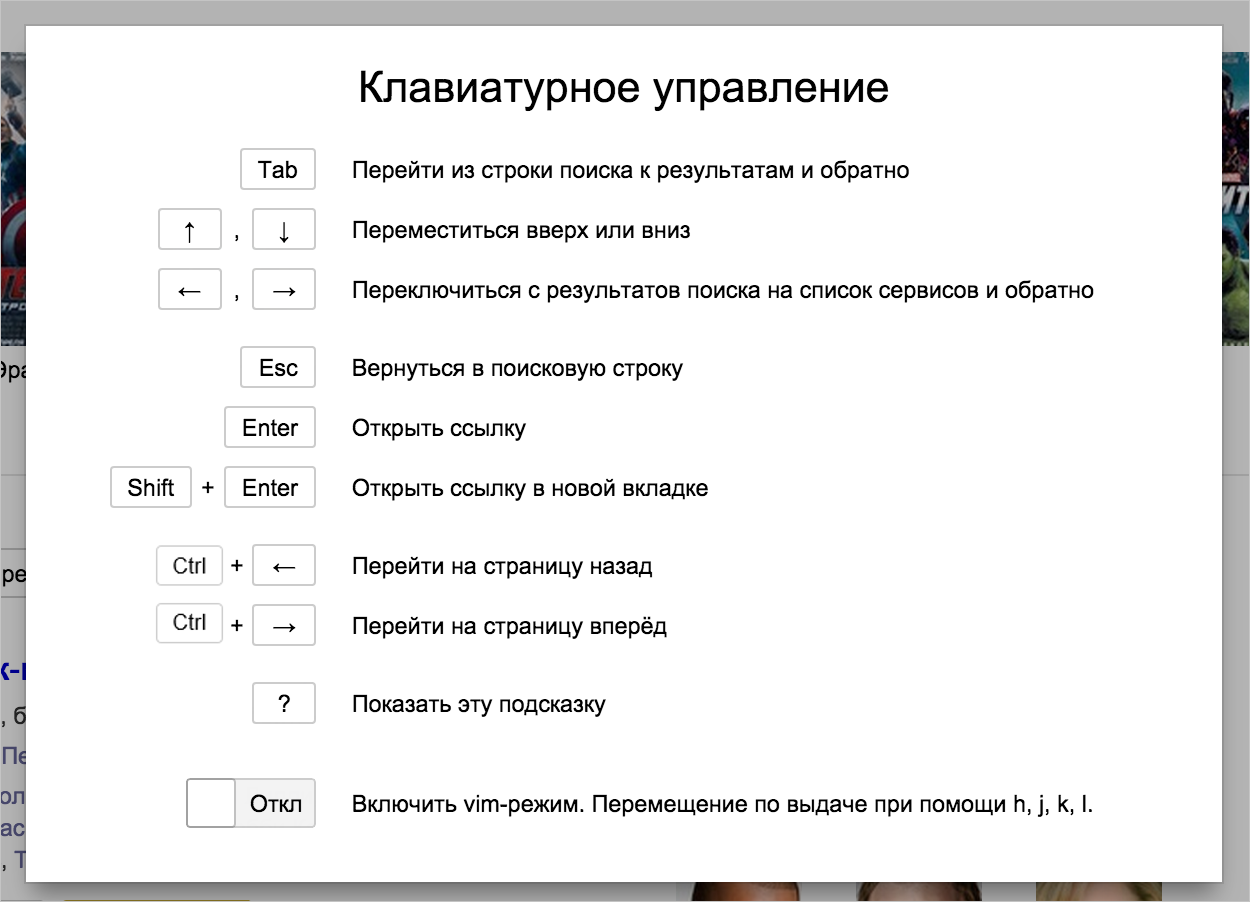 Клавиатурное управление
Tab Перейти из строки поиска к результатам и обратно
↑ , ↓ Переместиться вверх или вниз
← , → Переключиться с результатов поиска на список сервисов и обратно
Esc Вернуться в поисковую строку
Enter Открыть ссылку
Shift + Enter Открыть ссылку в новой вкладке
Ctrl + ← Перейти на страницу назад
Ctrl + → Перейти на страницу вперёд
? Показать эту подсказку
Откл Включить vim-режим. Перемещение по выдаче при помощи h, j, k, l.